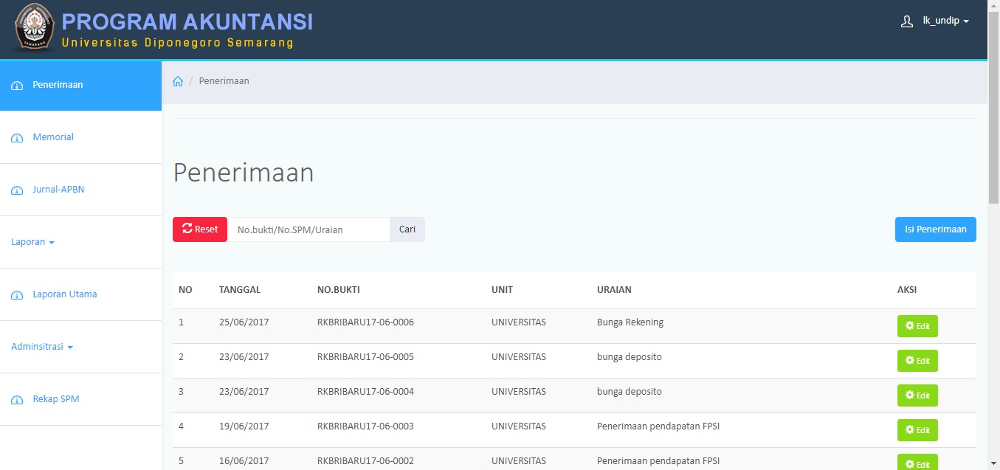 PROGRAM AKUNTANSI
Universitas Diponegoro Semarang
lk_undip
Penerimaan
Memorial
Jurnal-APBN
Laporan
Laporan Utama
Adminsitrasi
Rekap SPM
/ Penerimaan
Penerimaan
Reset No.bukti/No.SPM/Uraian Cari Isi Penerimaan
NO TANGGAL NO.BUKTI UNIT URAIAN AKSI
1 25/06/2017 RKBRIBARU17-06-0006 UNIVERSITAS Bunga Rekening Edit
2 23/06/2017 RKBRIBARU17-06-0005 UNIVERSITAS bunga deposito Edit
3 23/06/2017 RKBRIBARU17-06-0004 UNIVERSITAS bunga deposito Edit
4 19/06/2017 RKBRIBARU17-06-0003 UNIVERSITAS Penerimaan pendapatan FPSI Edit
5 16/06/2017 RKBRIBARU17-06-0002 UNIVERSITAS Penerimaan pendapatan FPSI Edit